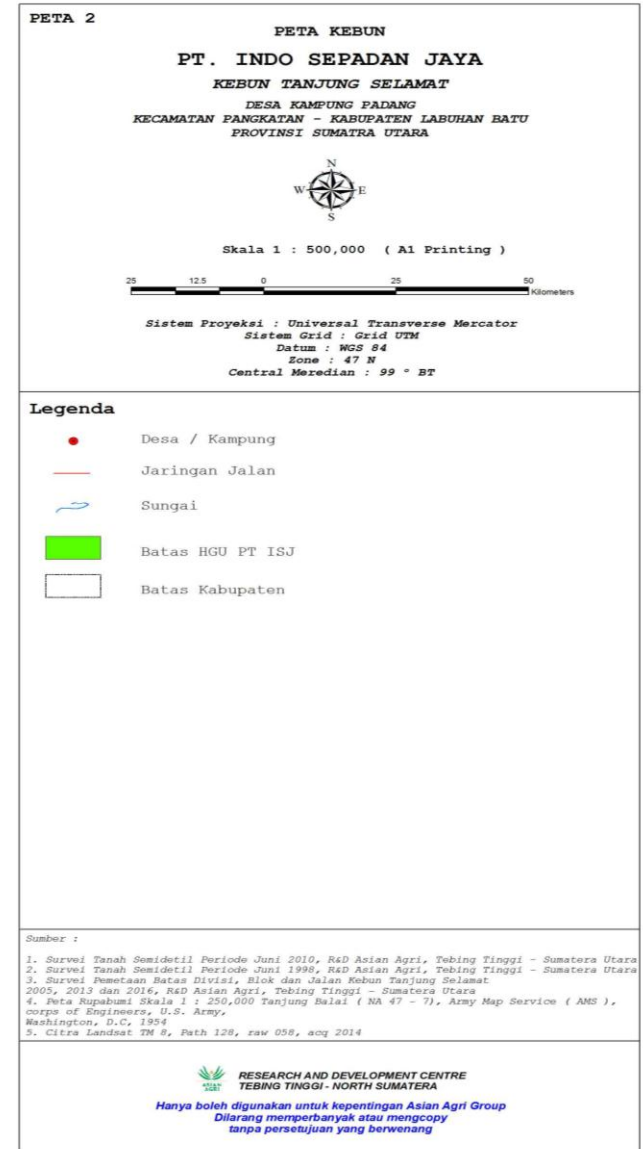 PETA 2
PETA KEBUN
PT. INDO SEPADAN JAYA
KEBUN TANJUNG SELAMAT
DESA KAMPUNG PADANG
KECAMATAN PANGKATAN - KABUPATEN LABUHAN BATU
PROVINSI SUMATRA UTARA
N
W E
S
Skala 1 : 500,000 ( A1 Printing )
25 12.5 0 25 50
Kilometers
Sistem Proyeksi : Universal Transverse Mercator
Sistem Grid : Grid UTM
Datum : WGS 84
Zone : 47 N
Central Meredian : 99 ° BT
Legenda
Desa / Kampung
Jaringan Jalan
Sungai
Batas HGU PT ISJ
Batas Kabupaten
Sumber :
1. Survei Tanah Semidetil Periode Juni 2010, R&D Asian Agri, Tebing Tinggi - Sumatera Utara
2. Survei Tanah Semidetil Periode Juni 1998, R&D Asian Agri, Tebing Tinggi - Sumatera Utara
3. Survei Pemetaan Batas Divisi, Blok dan Jalan Kebun Tanjung Selamat
2005, 2013 dan 2016, R&D Asian Agri, Tebing Tinggi - Sumatera Utara
4. Peta Rupabumi Skala 1 : 250,000 Tanjung Balai ( NA 47 - 7), Army Map Service ( AMS ),
corps of Engineers, U.S. Army,
Washington, D.C, 1954
5. Citra Landsat TM 8, Path 128, raw 058, acq 2014
ASIAN
AGRI
RESEARCH AND DEVELOPMENT CENTRE
TEBING TINGGI - NORTH SUMATERA
Hanya boleh digunakan untuk kepentingan Asian Agri Group
Dilarang memperbanyak atau mengcopy
tanpa persetujuan yang berwenang